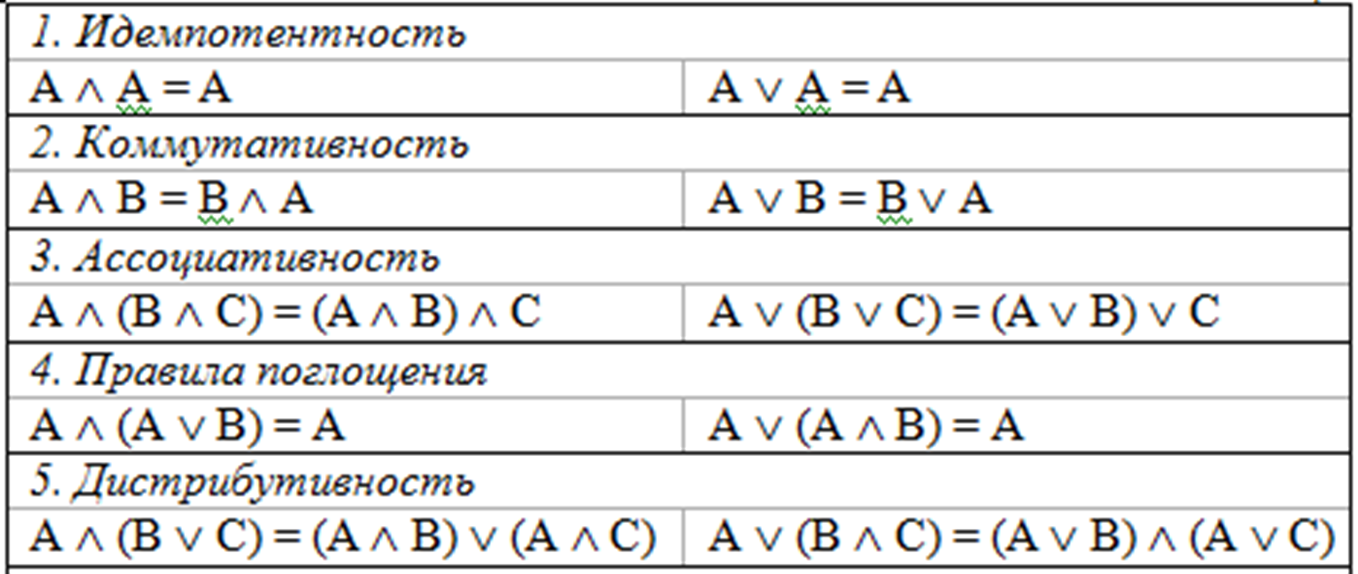 1. Идемпотентность
A ∧ A = A A ∨ A = A
2. Коммутативность
A ∧ B = B ∧ A A ∨ B = B ∨ A
3. Ассоциативность
A ∧ (B ∧ C) = (A ∧ B) ∧ C A ∨ (B ∨ C) = (A ∨ B) ∨ C
4. Правила поглощения
A ∧ (A ∨ B) = A A ∨ (A ∧ B) = A
5. Дистрибутивность
A ∧ (B ∨ C) = (A ∧ B) ∨ (A ∧ C) A ∨ (B ∧ C) = (A ∨ B) ∧ (A ∨ C)